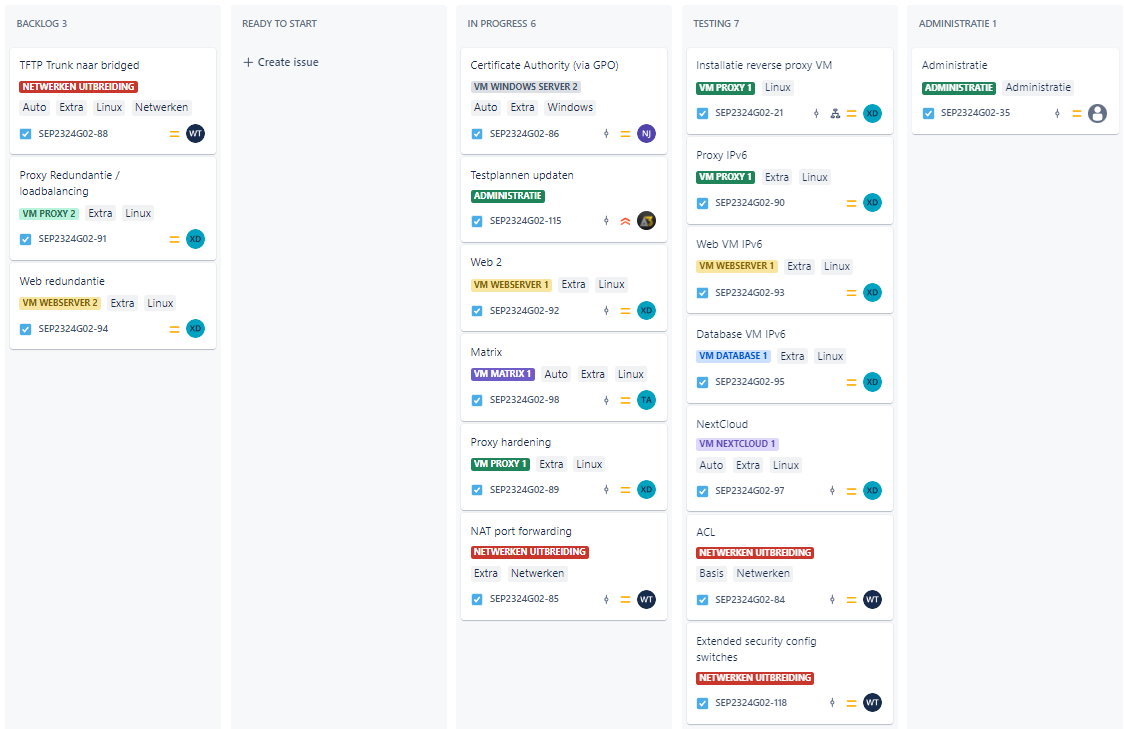 BACKLOG 3
TFTP Trunk naar bridged
NETWERKEN UITBREIDING
Auto Extra Linux Netwerken
SEP2324G02-88 WT
Proxy Redundantie /
loadbalancing
VM PROXY 2 Extra Linux
SEP2324G02-91 XD
Web redundantie
VM WEBSERVER 2 Extra Linux
SEP2324G02-94 XD
READY TO START
+ Create issue
IN PROGRESS 6
Certificate Authority (via GPO)
VM WINDOWS SERVER 2
Auto Extra Windows
SEP2324G02-86 NJ
Testplannen updaten
ADMINISTRATIE
SEP2324G02-115
Web 2
VM WEBSERVER 1 Extra Linux
SEP2324G02-92 XD
Matrix
VM MATRIX 1 Auto Extra Linux
SEP2324G02-98 TA
Proxy hardening
VM PROXY 1 Extra Linux
SEP2324G02-89 XD
NAT port forwarding
NETWERKEN UITBREIDING
Extra Netwerken
SEP2324G02-85 WT
TESTING 7
Installatie reverse proxy VM
VM PROXY 1 Linux
SEP2324G02-21 XD
Proxy IPv6
VM PROXY 1 Extra Linux
SEP2324G02-90 XD
Web VM IPv6
VM WEBSERVER 1 Extra Linux
SEP2324G02-93 XD
Database VM IPv6
VM DATABASE 1 Extra Linux
SEP2324G02-95 XD
NextCloud
VM NEXTCLOUD 1
Auto Extra Linux
SEP2324G02-97 XD
ACL
NETWERKEN UITBREIDING
Basis Netwerken
SEP2324G02-84 WT
Extended security config
switches
NETWERKEN UITBREIDING
SEP2324G02-118 WT
ADMINISTRATIE 1
Administratie
ADMINISTRATIE Administratie
SEP2324G02-35